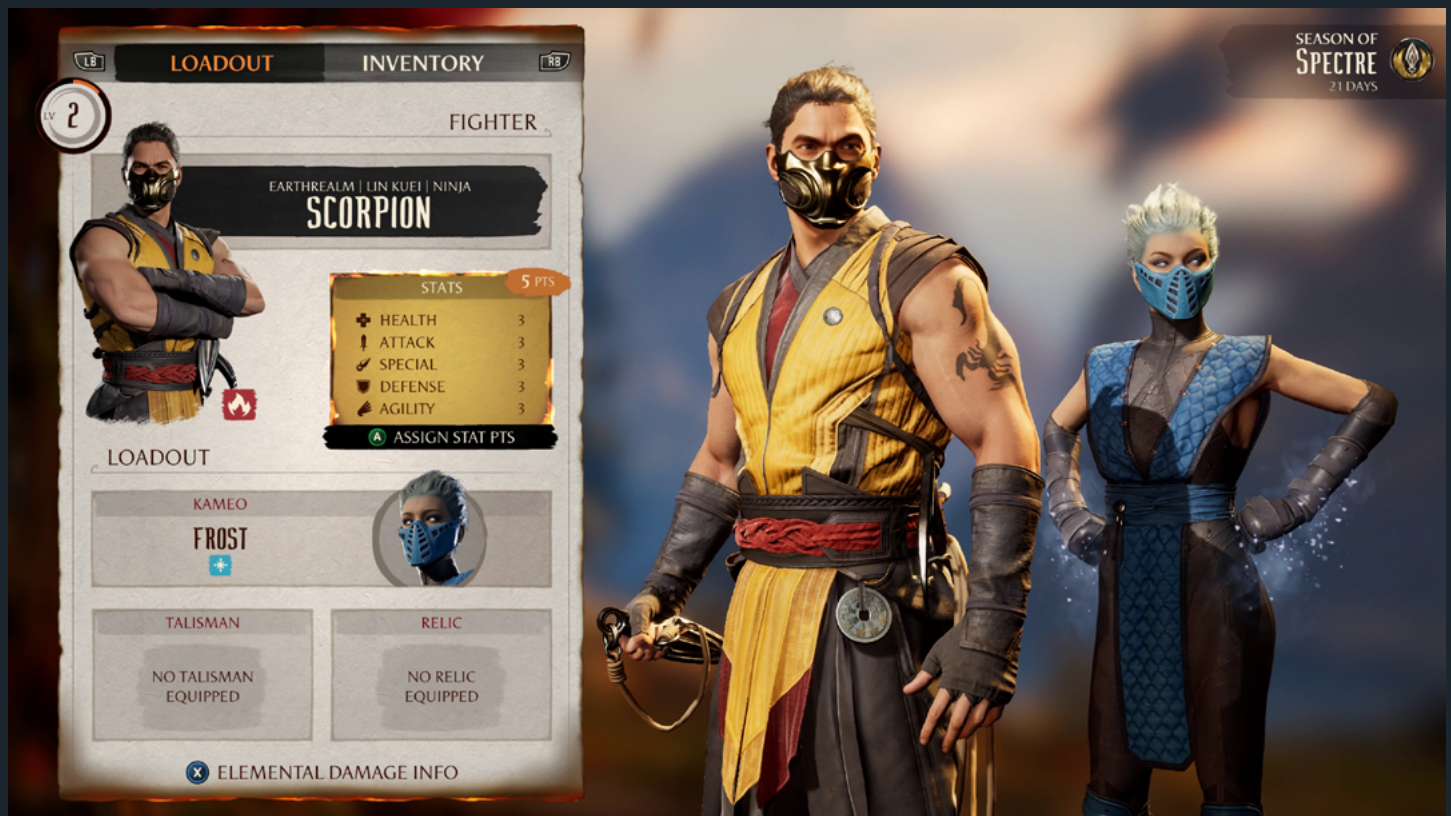 LB
LOADOUT
INVENTORY
RB
LV 2
FIGHTER
EARTHREALM | LIN KUEI | NINJA
SCORPION
5 PTS
STATS
HEALTH 3
ATTACK 3
SPECIAL 3
DEFENSE 3
AGILITY 3
A ASSIGN STAT PTS
LOADOUT
KAMEO
FROST
TALISMAN
NO TALISMAN
EQUIPPED
RELIC
NO RELIC
EQUIPPED
X ELEMENTAL DAMAGE INFO
SEASON OF
SPECTRE
21 DAYS